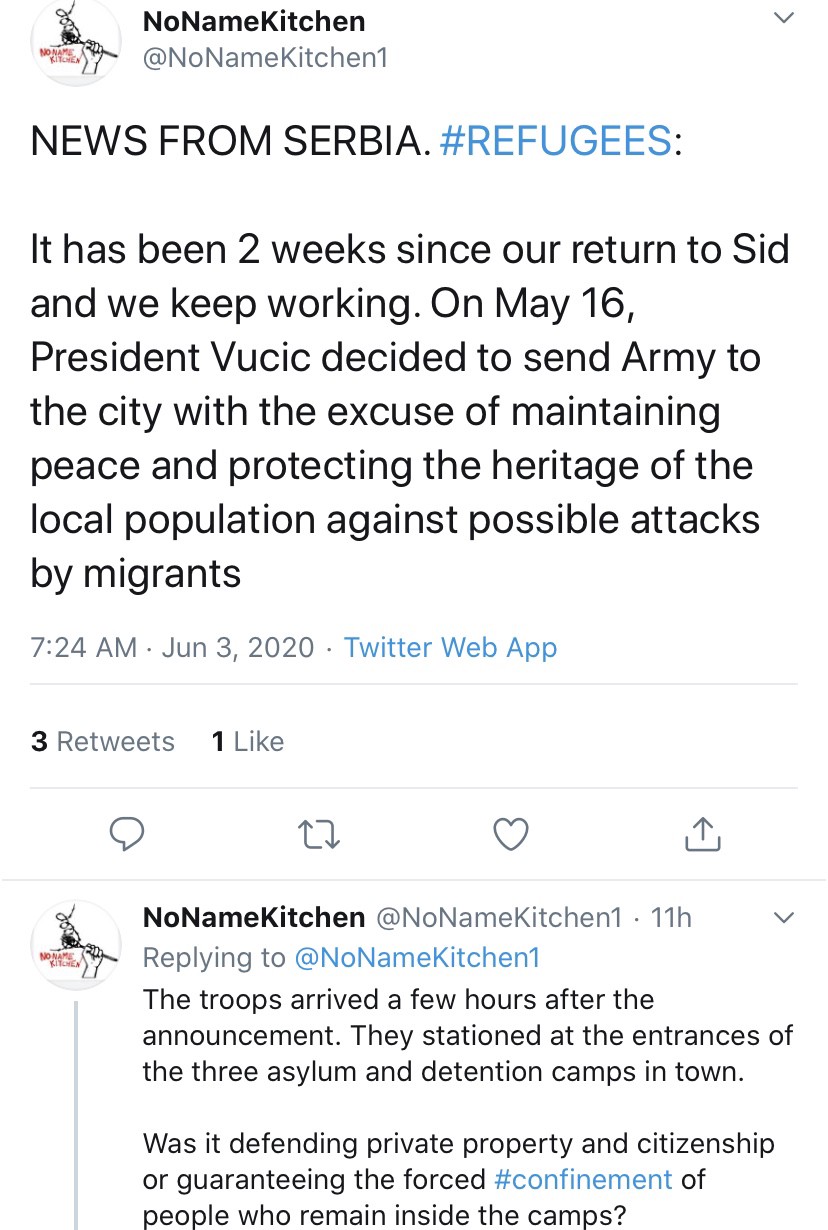 NoNameKitchen
@NoNameKitchen1
NO NAME
KITCHEN
NEWS FROM SERBIA. #REFUGEES:
It has been 2 weeks since our return to Sid
and we keep working. On May 16,
President Vucic decided to send Army to
the city with the excuse of maintaining
peace and protecting the heritage of the
local population against possible attacks
by migrants
7:24 AM · Jun 3, 2020 · Twitter Web App
3 Retweets 1 Like
NoNameKitchen @NoNameKitchen1 · 11h
NO NAME
KITCHEN
Replying to @NoNameKitchen1
The troops arrived a few hours after the
announcement. They stationed at the entrances of
the three asylum and detention camps in town.
Was it defending private property and citizenship
or guaranteeing the forced #confinement of
people who remain inside the camps?